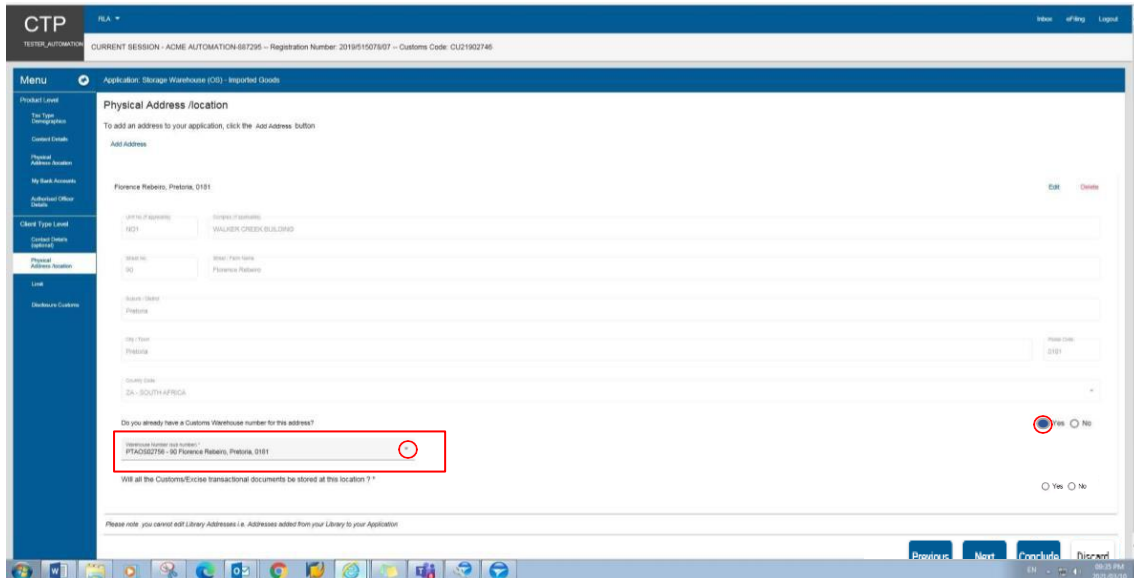 CTP
RLA
Inbox eFiling Logout
TESTER_AUTOMATION
CURRENT SESSION - ACME AUTOMATION-687295 -- Registration Number: 2019/515078/07 -- Customs Code: CU21902746
Menu
Application: Storage Warehouse (OS) - Imported Goods
Product Level
Tax Type
Demographics
Contact Details
Physical
Address /location
My Bank Accounts
Authorised Officer
Details
Client Type Level
Contact Details
(optional)
Physical
Address /location
Limit
Disclosure Customs
Physical Address /location
To add an address to your application, click the Add Address button
Add Address
Florence Rebeiro, Pretoria, 0181
Edit Delete
Unit No (if applicable) Complex (if applicable)
NO1 WALKER CREEK BUILDING
Street No Street / Farm Name
90 Florence Rebeiro
Suburb / District
Pretoria
City / Town Postal Code
Pretoria 0181
Country Code
ZA - SOUTH AFRICA
Do you already have a Customs Warehouse number for this address?
Yes No
Warehouse Number (sub number) *
PTAOS02756 - 90 Florence Rebeiro, Pretoria, 0181
Will all the Customs/Excise transactional documents be stored at this location ? *
Yes No
Please note you cannot edit Library Addresses i.e. Addresses added from your Library to your Application
Previous Next Conclude Discard
EN